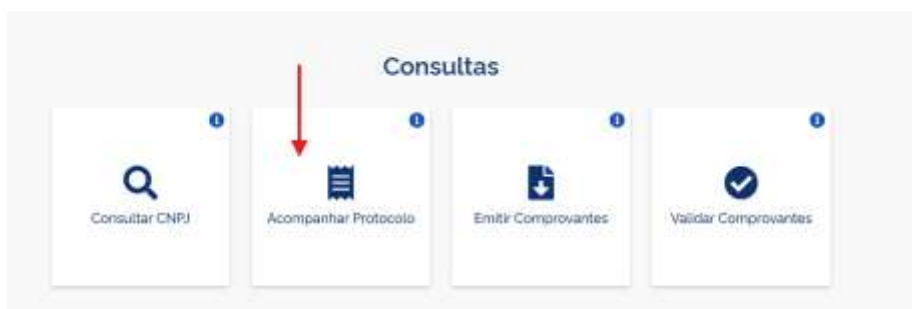 Consultas
Consultar CNPJ
Acompanhar Protocolo
Emitir Comprovantes
Validar Comprovantes